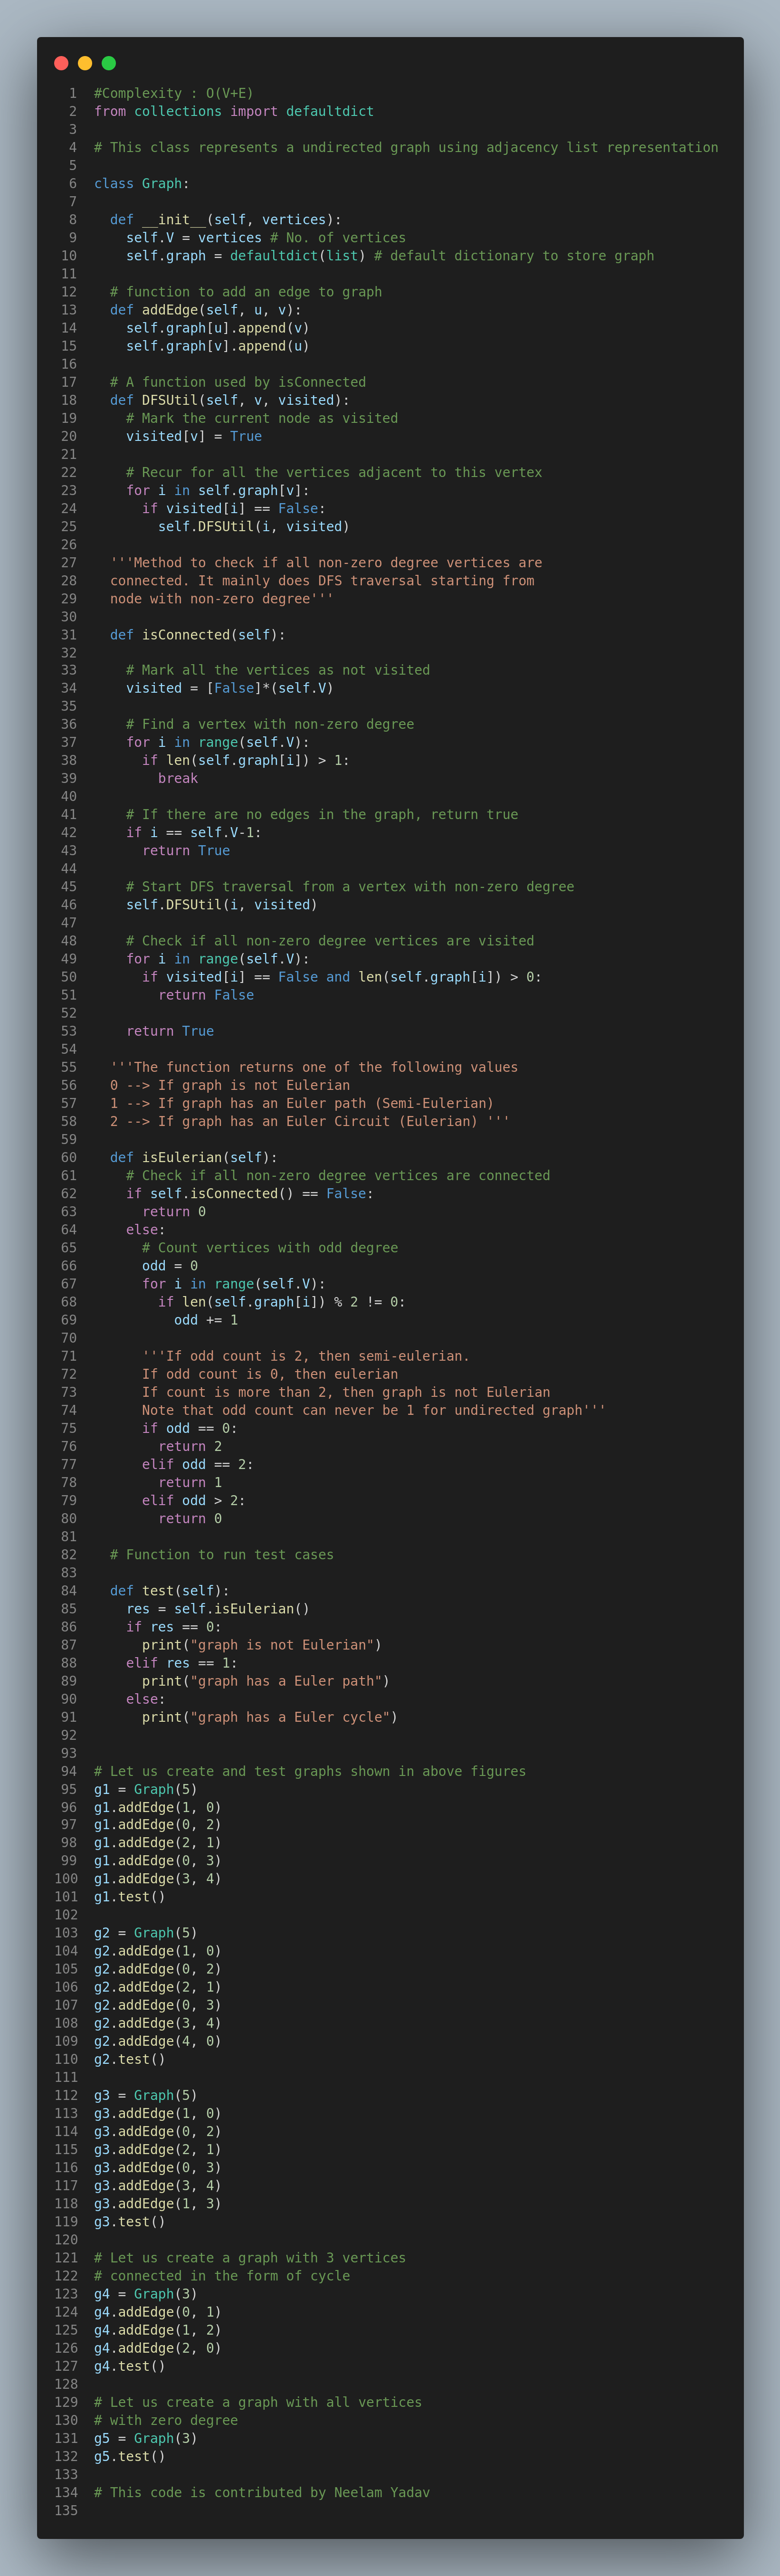 1 #Complexity : O(V+E)
2 from collections import defaultdict
3
4 # This class represents a undirected graph using adjacency list representation
5
6 class Graph:
7
8   def __init__(self, vertices):
9     self.V = vertices # No. of vertices
10     self.graph = defaultdict(list) # default dictionary to store graph
11
12   # function to add an edge to graph
13   def addEdge(self, u, v):
14     self.graph[u].append(v)
15     self.graph[v].append(u)
16
17   # A function used by isConnected
18   def DFSUtil(self, v, visited):
19     # Mark the current node as visited
20     visited[v] = True
21
22     # Recur for all the vertices adjacent to this vertex
23     for i in self.graph[v]:
24       if visited[i] == False:
25         self.DFSUtil(i, visited)
26
27   '''Method to check if all non-zero degree vertices are
28   connected. It mainly does DFS traversal starting from
29   node with non-zero degree'''
30
31   def isConnected(self):
32
33     # Mark all the vertices as not visited
34     visited = [False]*(self.V)
35
36     # Find a vertex with non-zero degree
37     for i in range(self.V):
38       if len(self.graph[i]) > 1:
39         break
40
41     # If there are no edges in the graph, return true
42     if i == self.V-1:
43       return True
44
45     # Start DFS traversal from a vertex with non-zero degree
46     self.DFSUtil(i, visited)
47
48     # Check if all non-zero degree vertices are visited
49     for i in range(self.V):
50       if visited[i] == False and len(self.graph[i]) > 0:
51         return False
52
53     return True
54
55   '''The function returns one of the following values
56   0 --> If graph is not Eulerian
57   1 --> If graph has an Euler path (Semi-Eulerian)
58   2 --> If graph has an Euler Circuit (Eulerian) '''
59
60   def isEulerian(self):
61     # Check if all non-zero degree vertices are connected
62     if self.isConnected() == False:
63       return 0
64     else:
65       # Count vertices with odd degree
66       odd = 0
67       for i in range(self.V):
68         if len(self.graph[i]) % 2 != 0:
69           odd += 1
70
71       '''If odd count is 2, then semi-eulerian.
72       If odd count is 0, then eulerian
73       If count is more than 2, then graph is not Eulerian
74       Note that odd count can never be 1 for undirected graph'''
75       if odd == 0:
76         return 2
77       elif odd == 2:
78         return 1
79       elif odd > 2:
80         return 0
81
82   # Function to run test cases
83
84   def test(self):
85     res = self.isEulerian()
86     if res == 0:
87       print("graph is not Eulerian")
88     elif res == 1:
89       print("graph has a Euler path")
90     else:
91       print("graph has a Euler cycle")
92
93
94 # Let us create and test graphs shown in above figures
95 g1 = Graph(5)
96 g1.addEdge(1, 0)
97 g1.addEdge(0, 2)
98 g1.addEdge(2, 1)
99 g1.addEdge(0, 3)
100 g1.addEdge(3, 4)
101 g1.test()
102
103 g2 = Graph(5)
104 g2.addEdge(1, 0)
105 g2.addEdge(0, 2)
106 g2.addEdge(2, 1)
107 g2.addEdge(0, 3)
108 g2.addEdge(3, 4)
109 g2.addEdge(4, 0)
110 g2.test()
111
112 g3 = Graph(5)
113 g3.addEdge(1, 0)
114 g3.addEdge(0, 2)
115 g3.addEdge(2, 1)
116 g3.addEdge(0, 3)
117 g3.addEdge(3, 4)
118 g3.addEdge(1, 3)
119 g3.test()
120
121 # Let us create a graph with 3 vertices
122 # connected in the form of cycle
123 g4 = Graph(3)
124 g4.addEdge(0, 1)
125 g4.addEdge(1, 2)
126 g4.addEdge(2, 0)
127 g4.test()
128
129 # Let us create a graph with all vertices
130 # with zero degree
131 g5 = Graph(3)
132 g5.test()
133
134 # This code is contributed by Neelam Yadav
135